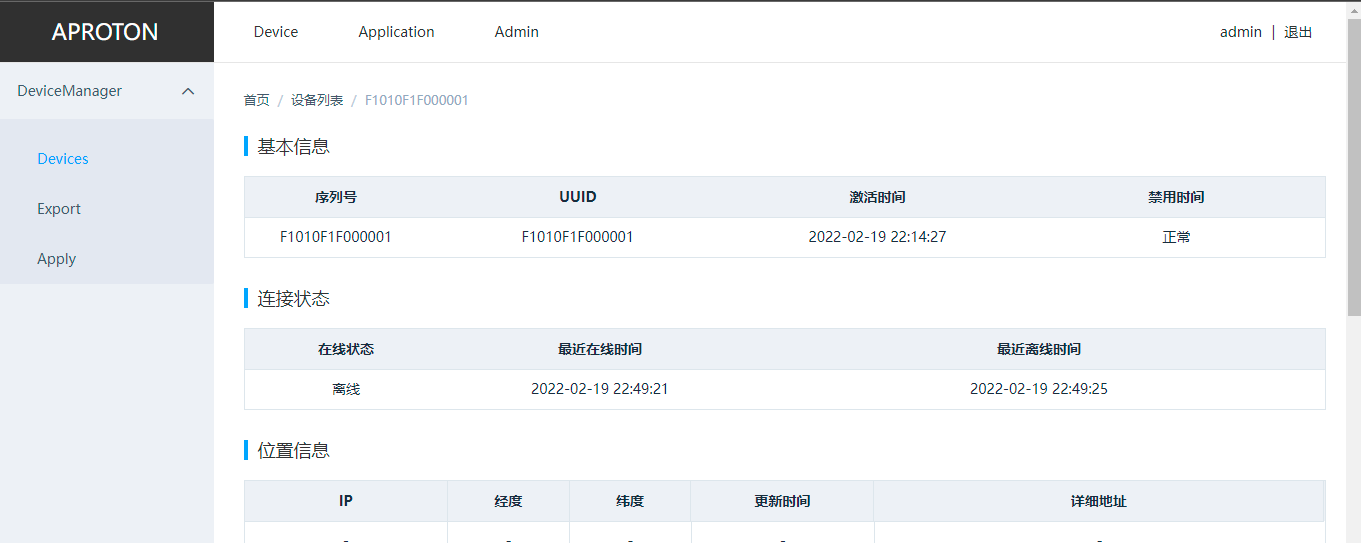 APROTON Device Application Admin admin | 退出
DeviceManager
Devices
Export
Apply
首页 / 设备列表 / F1010F1F000001
基本信息
序列号 UUID 激活时间 禁用时间
F1010F1F000001 F1010F1F000001 2022-02-19 22:14:27 正常
连接状态
在线状态 最近在线时间 最近离线时间
离线 2022-02-19 22:49:21 2022-02-19 22:49:25
位置信息
IP 经度 纬度 更新时间 详细地址
- - - - -